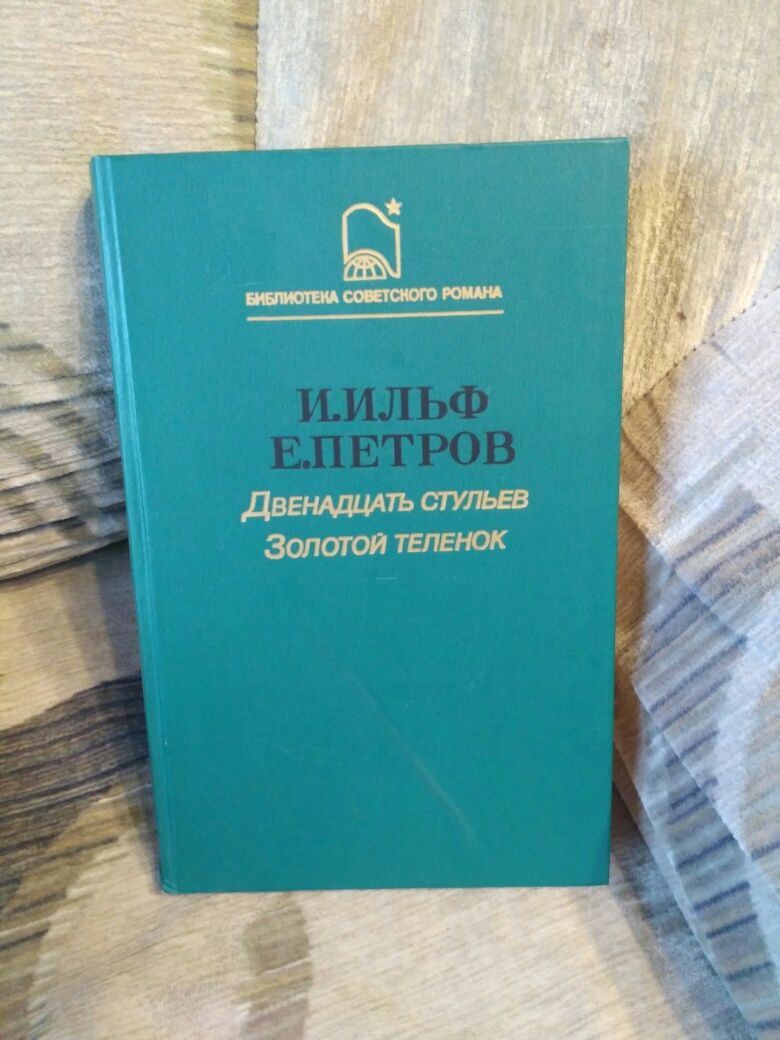 БИБЛИОТЕКА СОВЕТСКОГО РОМАНА
И.ИЛЬФ
Е.ПЕТРОВ
ДВЕНАДЦАТЬ СТУЛЬЕВ
ЗОЛОТОЙ ТЕЛЕНОК